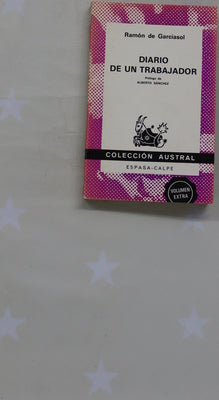 Ramón de Garciasol
DIARIO
DE UN TRABAJADOR
Prólogo de
ALBERTO SÁNCHEZ
COLECCIÓN AUSTRAL
ESPASA-CALPE
VOLUMEN
EXTRA